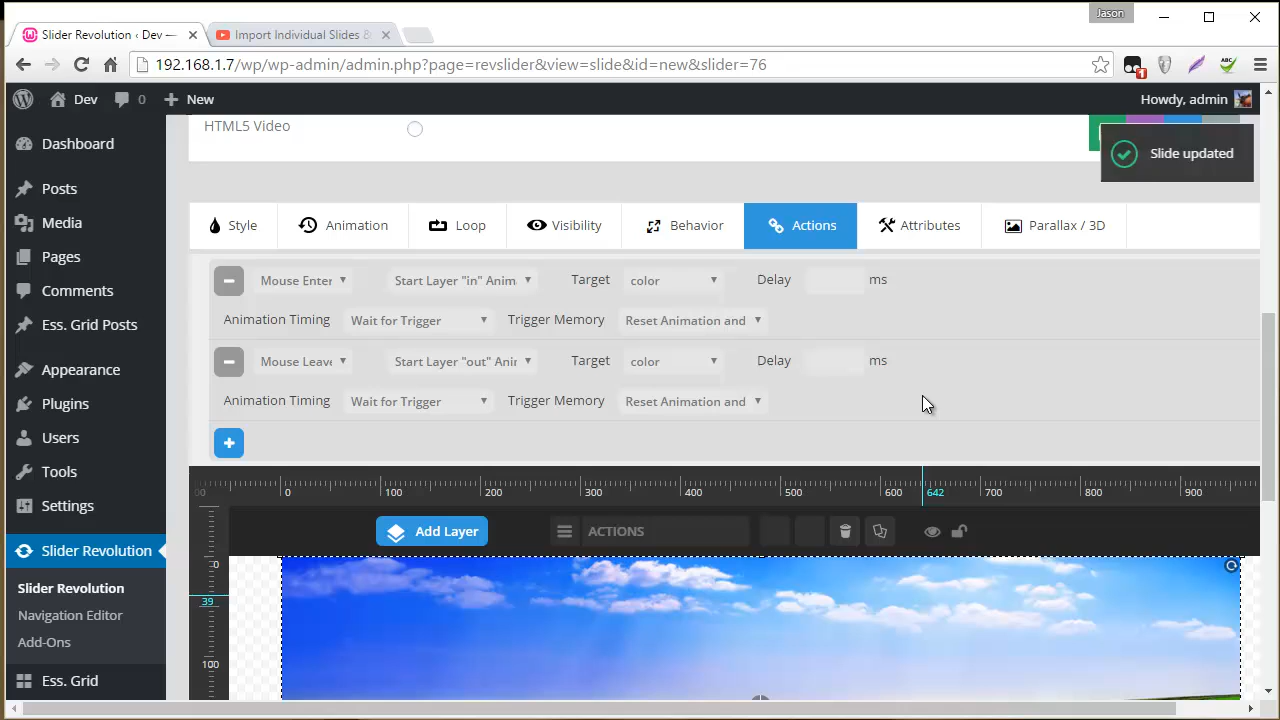 Jason
Slider Revolution ‹ Dev —
Import Individual Slides &
192.168.1.7/wp/wp-admin/admin.php?page=revslider&view=slide&id=new&slider=76
Dev 0 New Howdy, admin
Dashboard
Posts
Media
Pages
Comments
Ess. Grid Posts
Appearance
Plugins
Users
Tools
Settings
Slider Revolution
Slider Revolution
Navigation Editor
Add-Ons
Ess. Grid
HTML5 Video
Slide updated
Style Animation Loop Visibility Behavior Actions Attributes Parallax / 3D
Mouse Enter Start Layer "in" Anim Target color Delay ms
Animation Timing Wait for Trigger Trigger Memory Reset Animation and
Mouse Leave Start Layer "out" Ani Target color Delay ms
Animation Timing Wait for Trigger Trigger Memory Reset Animation and
00 0 100 200 300 400 500 600 642 700 800 900
Add Layer ACTIONS
0
39
100